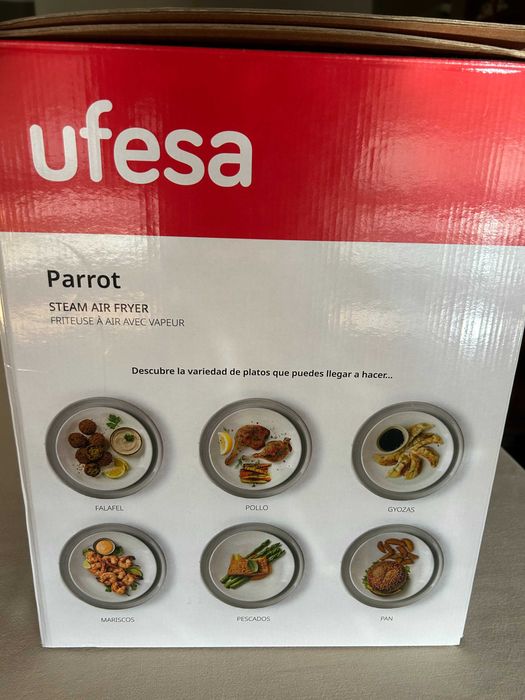 ufesa
Parrot
STEAM AIR FRYER
FRITEUSE À AIR AVEC VAPEUR
Descubre la variedad de platos que puedes llegar a hacer...
FALAFEL POLLO GYOZAS
MARISCOS PESCADOS PAN